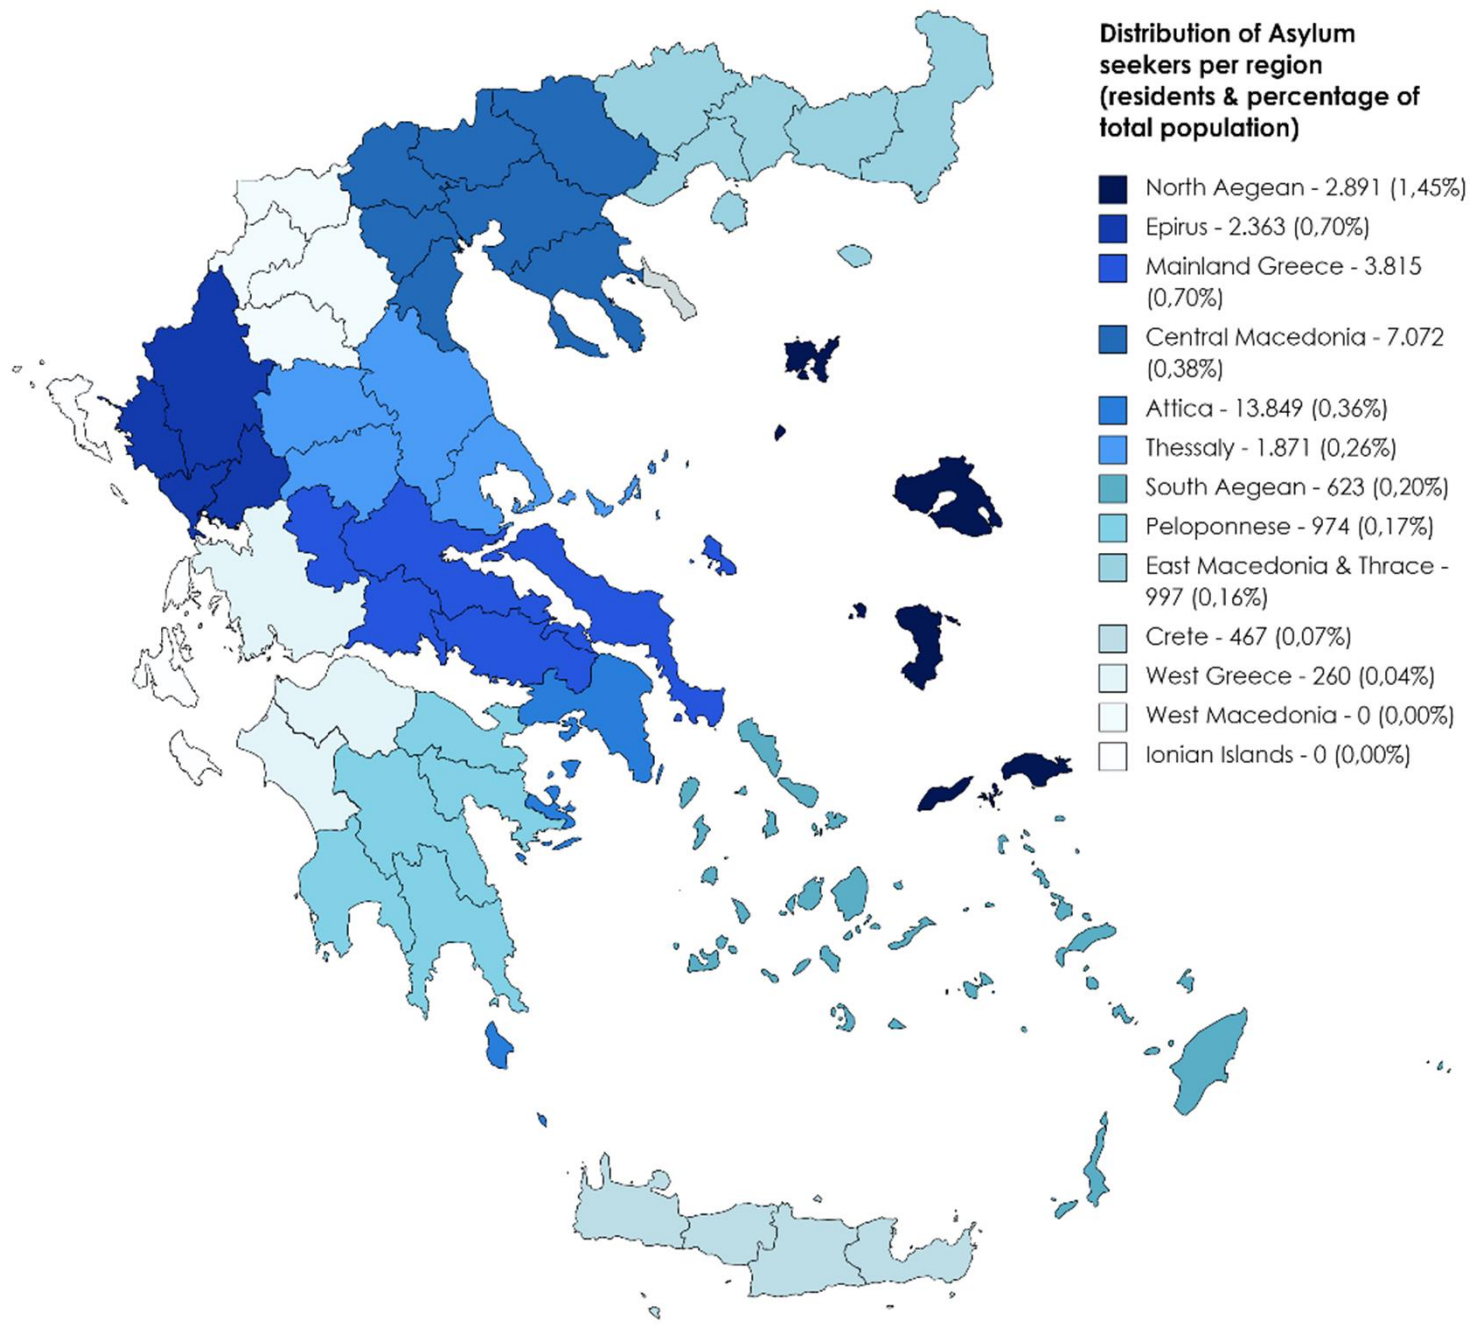 Distribution of Asylum
seekers per region
(residents & percentage of
total population)
North Aegean - 2.891 (1,45%)
Epirus - 2.363 (0,70%)
Mainland Greece - 3.815
(0,70%)
Central Macedonia - 7.072
(0,38%)
Attica - 13.849 (0,36%)
Thessaly - 1.871 (0,26%)
South Aegean - 623 (0,20%)
Peloponnese - 974 (0,17%)
East Macedonia & Thrace -
997 (0,16%)
Crete - 467 (0,07%)
West Greece - 260 (0,04%)
West Macedonia - 0 (0,00%)
Ionian Islands - 0 (0,00%)